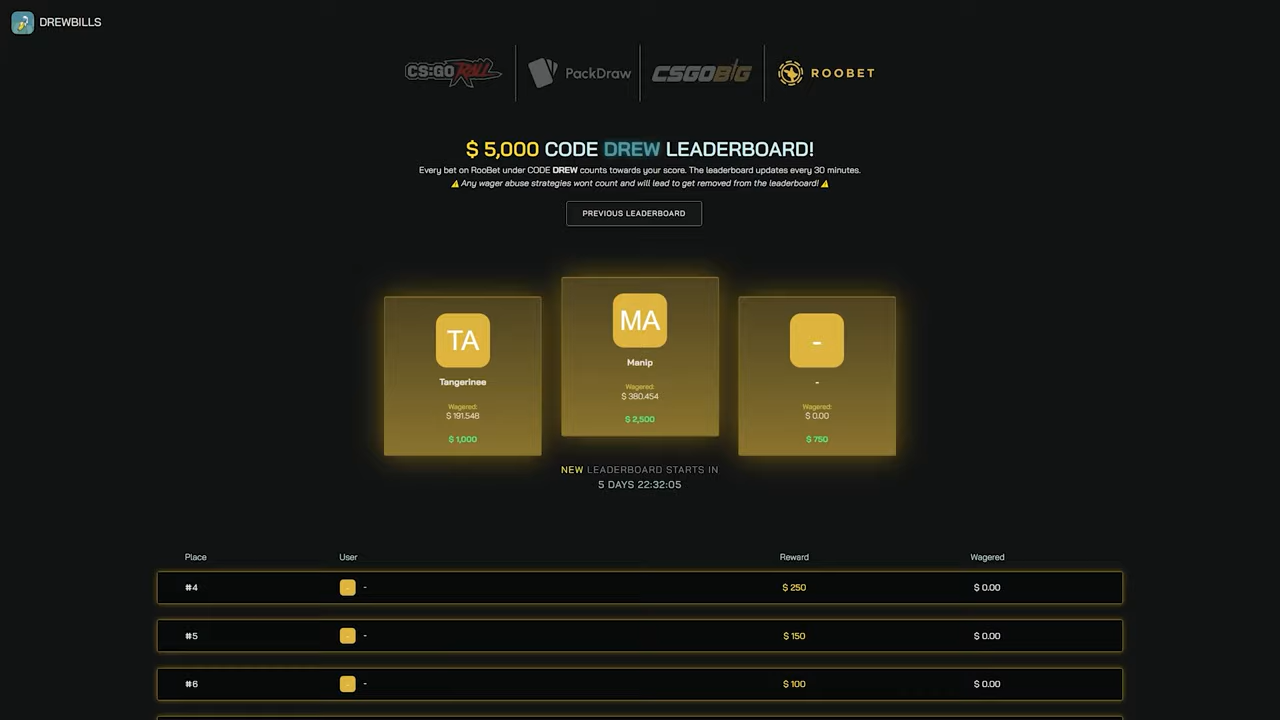 DREWBILLS
CS:GO ROLL
PackDraw
CSGOBIG
ROOBET
$ 5,000 CODE DREW LEADERBOARD!
Every bet on RooBet under CODE DREW counts towards your score. The leaderboard updates every 30 minutes.
⚠ Any wager abuse strategies wont count and will lead to get removed from the leaderboard! ⚠
PREVIOUS LEADERBOARD
TA
Tangerinee
Wagered:
$ 191.548
$ 1,000
MA
Manip
Wagered:
$ 380.454
$ 2,500
-
-
Wagered:
$ 0.00
$ 750
NEW LEADERBOARD STARTS IN
5 DAYS 22:32:05
Place User Reward Wagered
#4 - $ 250 $ 0.00
#5 - $ 150 $ 0.00
#6 - $ 100 $ 0.00